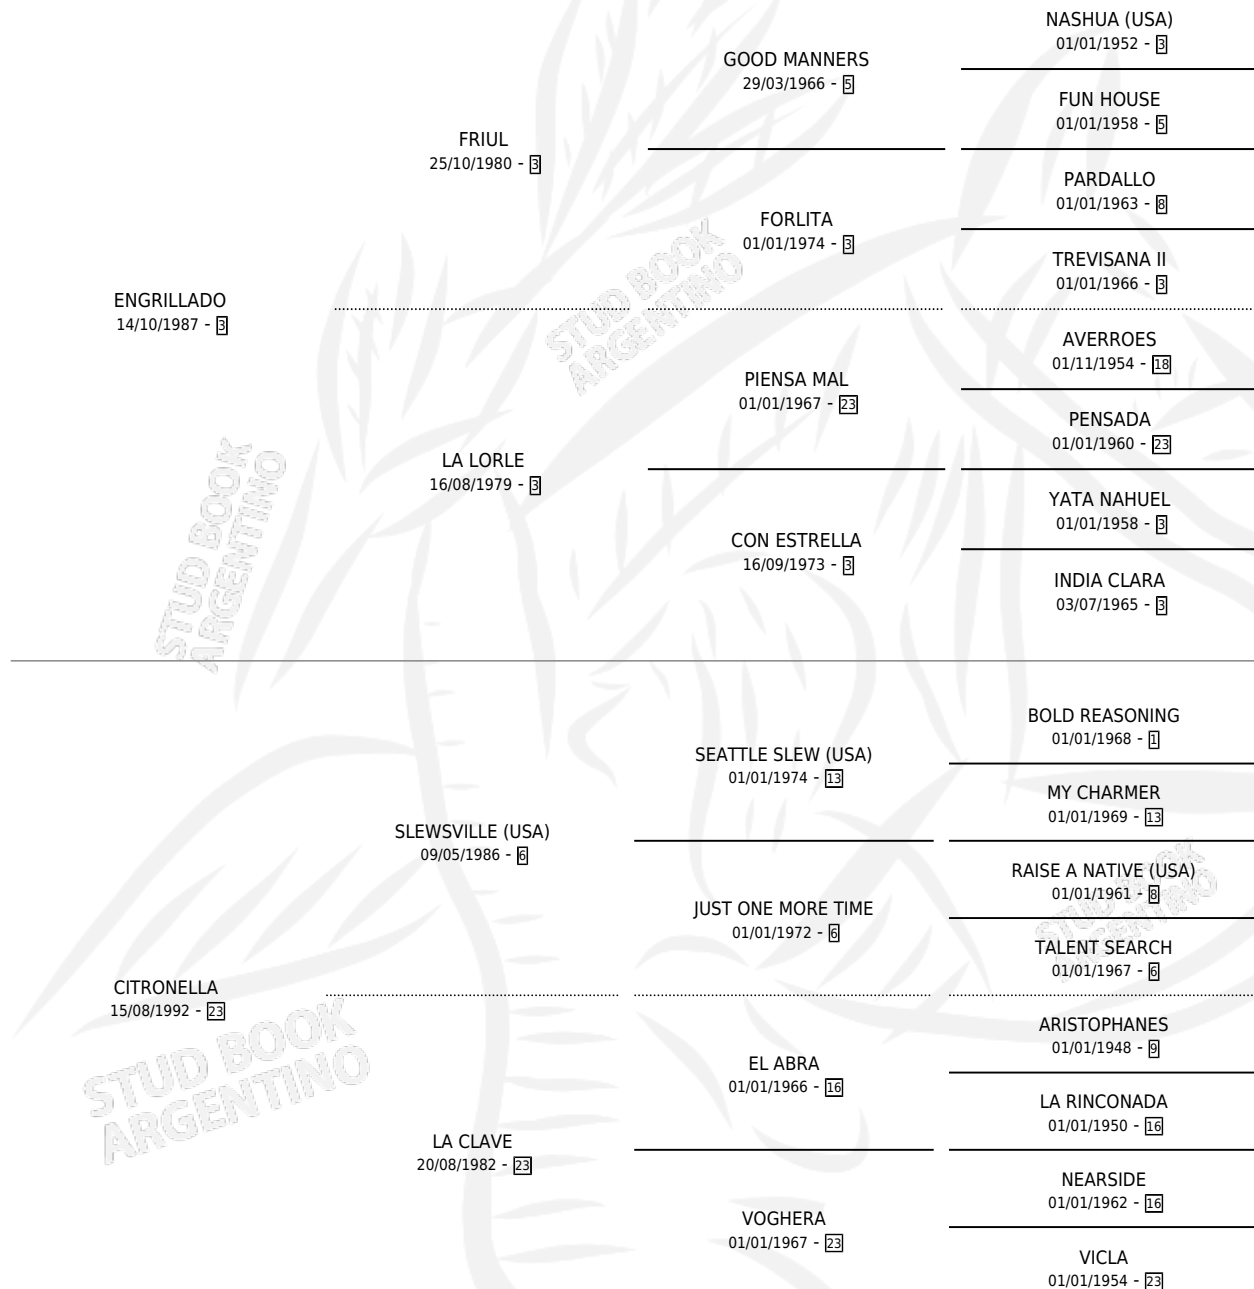 NASHUA (USA)
01/01/1952 - 3
GOOD MANNERS
29/03/1966 - 5
FUN HOUSE
01/01/1958 - 5
FRIUL
25/10/1980 - 3
PARDALLO
01/01/1963 - 8
FORLITA
01/01/1974 - 3
TREVISANA II
01/01/1966 - 3
ENGRILLADO
14/10/1987 - 3
AVERROES
01/11/1954 - 18
PIENSA MAL
01/01/1967 - 23
PENSADA
01/01/1960 - 23
LA LORLE
16/08/1979 - 3
YATA NAHUEL
01/01/1958 - 3
CON ESTRELLA
16/09/1973 - 3
INDIA CLARA
03/07/1965 - 3
BOLD REASONING
01/01/1968 - 1
SEATTLE SLEW (USA)
01/01/1974 - 13
MY CHARMER
01/01/1969 - 13
SLEWSVILLE (USA)
09/05/1986 - 6
RAISE A NATIVE (USA)
01/01/1961 - 8
JUST ONE MORE TIME
01/01/1972 - 6
TALENT SEARCH
01/01/1967 - 6
CITRONELLA
15/08/1992 - 23
ARISTOPHANES
01/01/1948 - 9
EL ABRA
01/01/1966 - 16
LA RINCONADA
01/01/1950 - 16
LA CLAVE
20/08/1982 - 23
NEARSIDE
01/01/1962 - 16
VOGHERA
01/01/1967 - 23
VICLA
01/01/1954 - 23
STUD BOOK
ARGENTINO
STUD BOOK
ARGENTINO
STUD BOOK
ARGENTINO
STUD BOOK
ARGENTINO